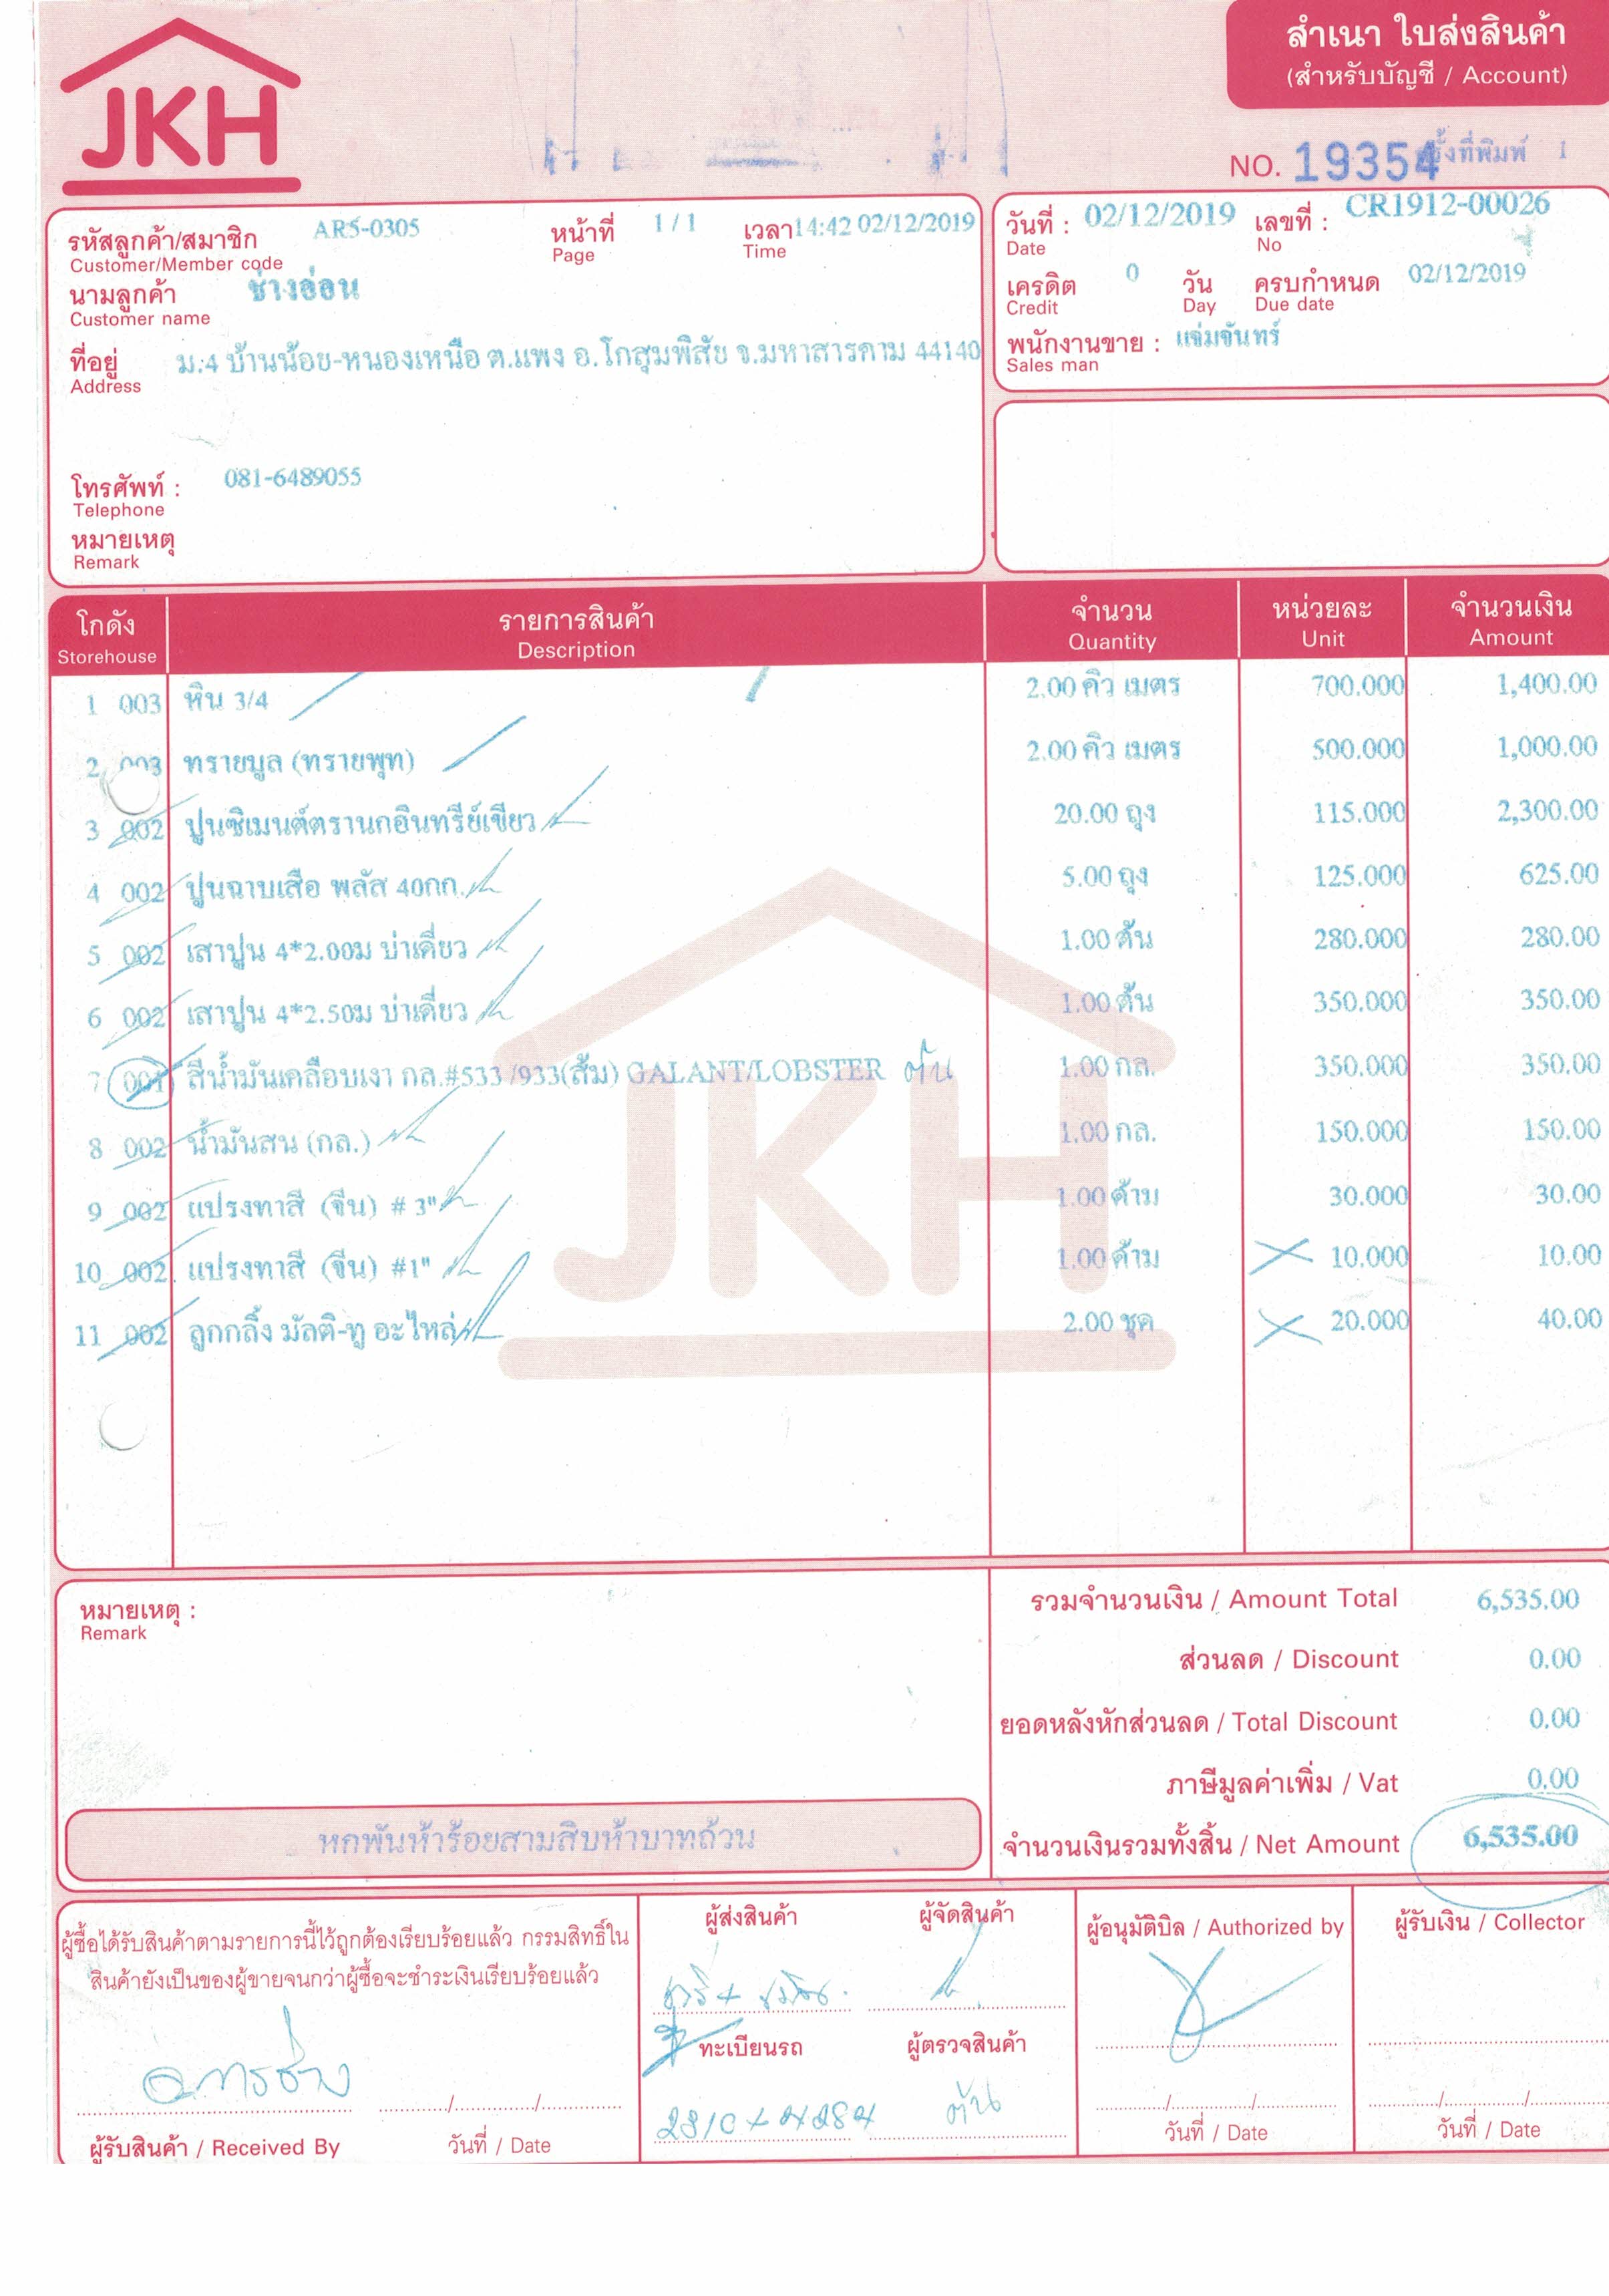 JKH
สำเนา ใบส่งสินค้า
(สำหรับบัญชี / Account)
NO. 19354 ครั้งที่พิมพ์ 1
รหัสลูกค้า/สมาชิก AR5-0305 หน้าที่ 1 / 1 เวลา 14:42 02/12/2019
Customer/Member code Page Time
นามลูกค้า ช่างอ่อน
Customer name
ที่อยู่ ม.4 บ้านน้อย-หนองเหนือ ต.แพง อ.โกสุมพิสัย จ.มหาสารคาม 44140
Address
โทรศัพท์ : 081-6489055
Telephone
หมายเหตุ
Remark
วันที่ : 02/12/2019 เลขที่ : CR1912-00026
Date No
เครดิต 0 วัน ครบกำหนด 02/12/2019
Credit Day Due date
พนักงานขาย : แจ่มจันทร์
Sales man
โกดัง รายการสินค้า จำนวน หน่วยละ จำนวนเงิน
Storehouse Description Quantity Unit Amount
1 003 หิน 3/4 2.00 คิว เมตร 700.000 1,400.00
2 003 ทรายมูล (ทรายพุท) 2.00 คิว เมตร 500.000 1,000.00
3 002 ปูนซิเมนต์ตรานกอินทรีย์เขียว 20.00 ถุง 115.000 2,300.00
4 002 ปูนฉาบเสือ พลัส 40กก. 5.00 ถุง 125.000 625.00
5 002 เสาปูน 4*2.00ม บ่าเดี่ยว 1.00 ต้น 280.000 280.00
6 002 เสาปูน 4*2.50ม บ่าเดี่ยว 1.00 ต้น 350.000 350.00
7 001 สีน้ำมันเคลือบเงา กล.#533 /933(ส้ม) GALANT/LOBSTER ต้น 1.00 กล. 350.000 350.00
8 002 น้ำมันสน (กล.) 1.00 กล. 150.000 150.00
9 002 แปรงทาสี (จีน) # 3" 1.00 ด้าม 30.000 30.00
10 002 แปรงทาสี (จีน) #1" 1.00 ด้าม 10.000 10.00
11 002 ลูกกลิ้ง มัลติ-ทู อะไหล่ 2.00 ชุด 20.000 40.00
JKH
หมายเหตุ :
Remark
รวมจำนวนเงิน / Amount Total 6,535.00
ส่วนลด / Discount 0.00
ยอดหลังหักส่วนลด / Total Discount 0.00
ภาษีมูลค่าเพิ่ม / Vat 0.00
หกพันห้าร้อยสามสิบห้าบาทถ้วน
จำนวนเงินรวมทั้งสิ้น / Net Amount 6,535.00
ผู้ซื้อได้รับสินค้าตามรายการนี้ไว้ถูกต้องเรียบร้อยแล้ว กรรมสิทธิ์ใน
สินค้ายังเป็นของผู้ขายจนกว่าผู้ซื้อจะชำระเงินเรียบร้อยแล้ว
ผู้รับสินค้า / Received By วันที่ / Date
ผู้ส่งสินค้า ผู้จัดสินค้า
ทะเบียนรถ ผู้ตรวจสินค้า
ต้น
ผู้อนุมัติบิล / Authorized by
วันที่ / Date
ผู้รับเงิน / Collector
วันที่ / Date